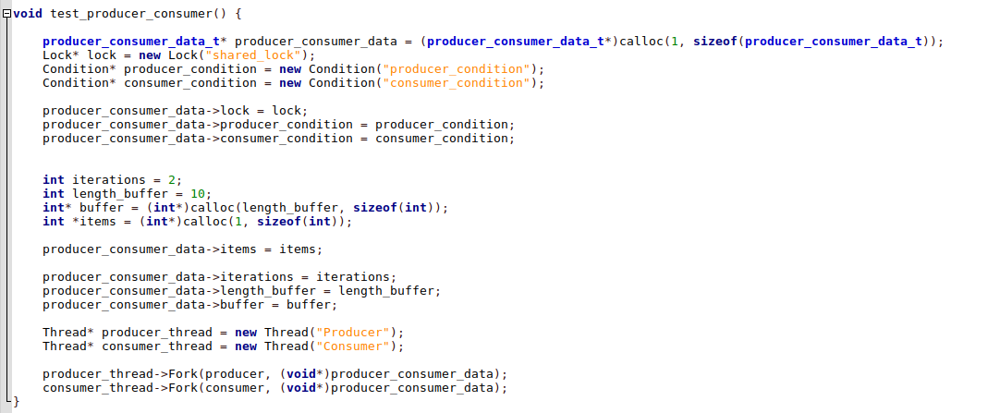 void test_producer_consumer() {
producer_consumer_data_t* producer_consumer_data = (producer_consumer_data_t*)calloc(1, sizeof(producer_consumer_data_t));
Lock* lock = new Lock("shared_lock");
Condition* producer_condition = new Condition("producer_condition");
Condition* consumer_condition = new Condition("consumer_condition");
producer_consumer_data->lock = lock;
producer_consumer_data->producer_condition = producer_condition;
producer_consumer_data->consumer_condition = consumer_condition;
int iterations = 2;
int length_buffer = 10;
int* buffer = (int*)calloc(length_buffer, sizeof(int));
int *items = (int*)calloc(1, sizeof(int));
producer_consumer_data->items = items;
producer_consumer_data->iterations = iterations;
producer_consumer_data->length_buffer = length_buffer;
producer_consumer_data->buffer = buffer;
Thread* producer_thread = new Thread("Producer");
Thread* consumer_thread = new Thread("Consumer");
producer_thread->Fork(producer, (void*)producer_consumer_data);
consumer_thread->Fork(consumer, (void*)producer_consumer_data);
}